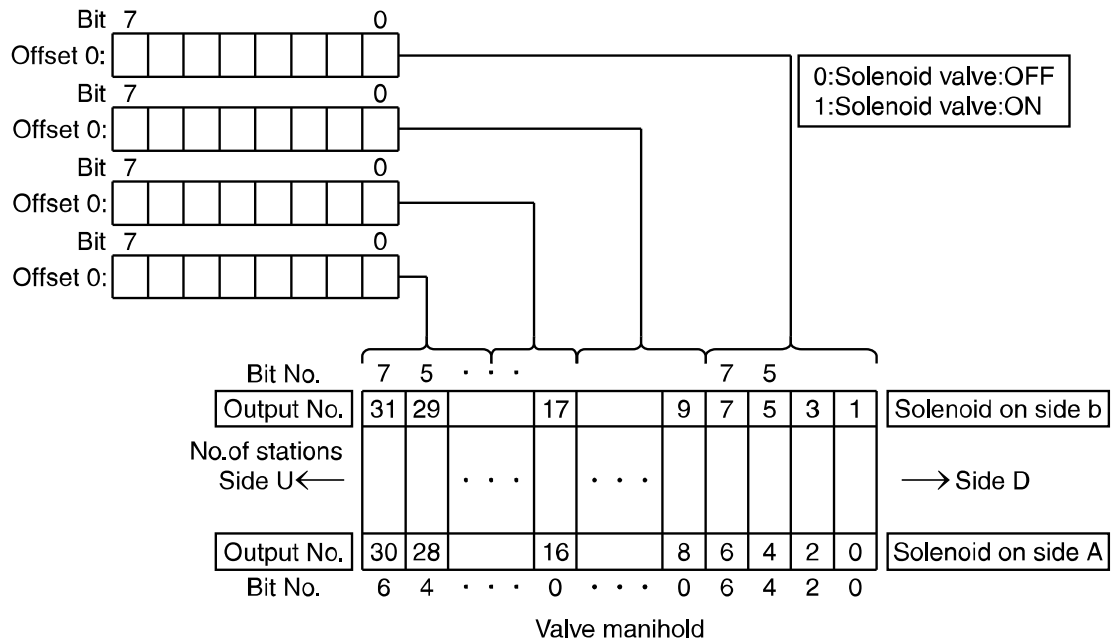 Bit 7 0
Offset 0:
0:Solenoid valve:OFF
1:Solenoid valve:ON
Bit 7 0
Offset 0:
Bit 7 0
Offset 0:
Bit 7 0
Offset 0:
Bit No. 7 5 · · · 7 5
Output No. 31 29 17 9 7 5 3 1 Solenoid on side b
No.of stations
Side U ← · · · · · · → Side D
Output No. 30 28 16 8 6 4 2 0 Solenoid on side A
Bit No. 6 4 · · · 0 · · · 0 6 4 2 0
Valve manihold